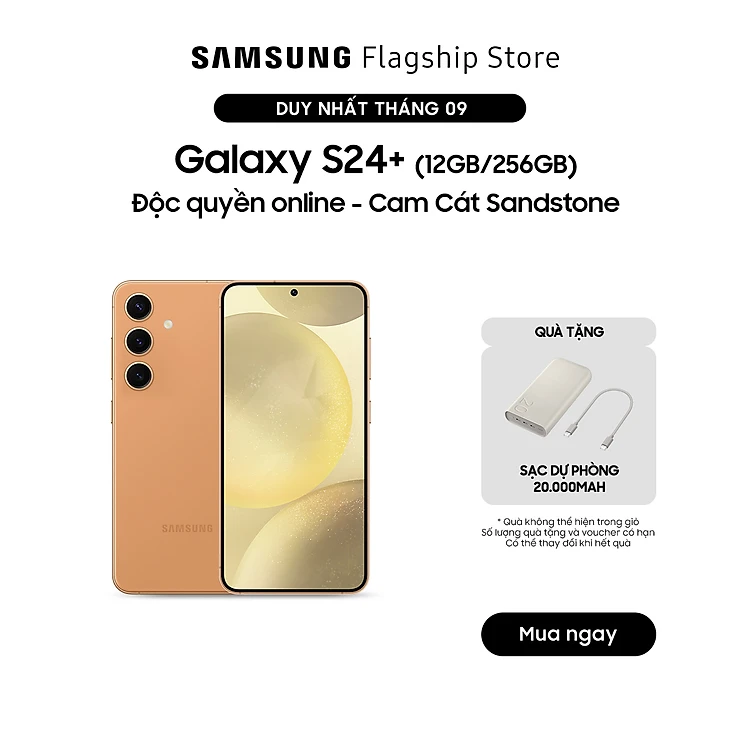 SAMSUNG Flagship Store
DUY NHẤT THÁNG 09
Galaxy S24+ (12GB/256GB)
Độc quyền online - Cam Cát Sandstone
SAMSUNG
QUÀ TẶNG
20
SẠC DỰ PHÒNG
20.000MAH
* Quà không thể hiện trong giỏ
Số lượng quà tặng và voucher có hạn
Có thể thay đổi khi hết quà
Mua ngay